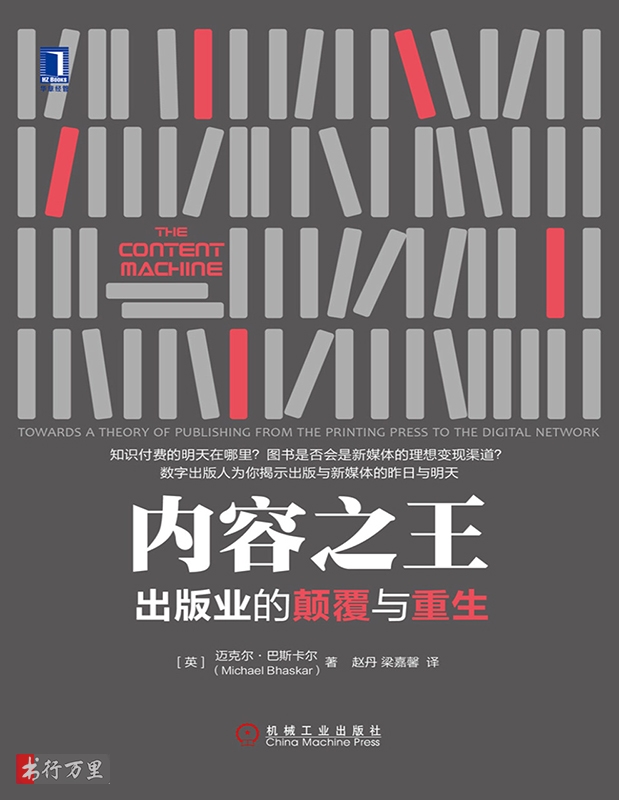 HZ BOOKS
华章经管
THE
CONTENT
MACHINE
TOWARDS A THEORY OF PUBLISHING FROM THE PRINTING PRESS TO THE DIGITAL NETWORK
知识付费的明天在哪里？图书是否会是新媒体的理想变现渠道？
数字出版人为你揭示出版与新媒体的昨日与明天
内容之王
出版业的颠覆与重生
［英］ 迈克尔·巴斯卡尔 著 赵丹 梁嘉馨 译
（Michael Bhaskar）
机械工业出版社
China Machine Press
书行万里